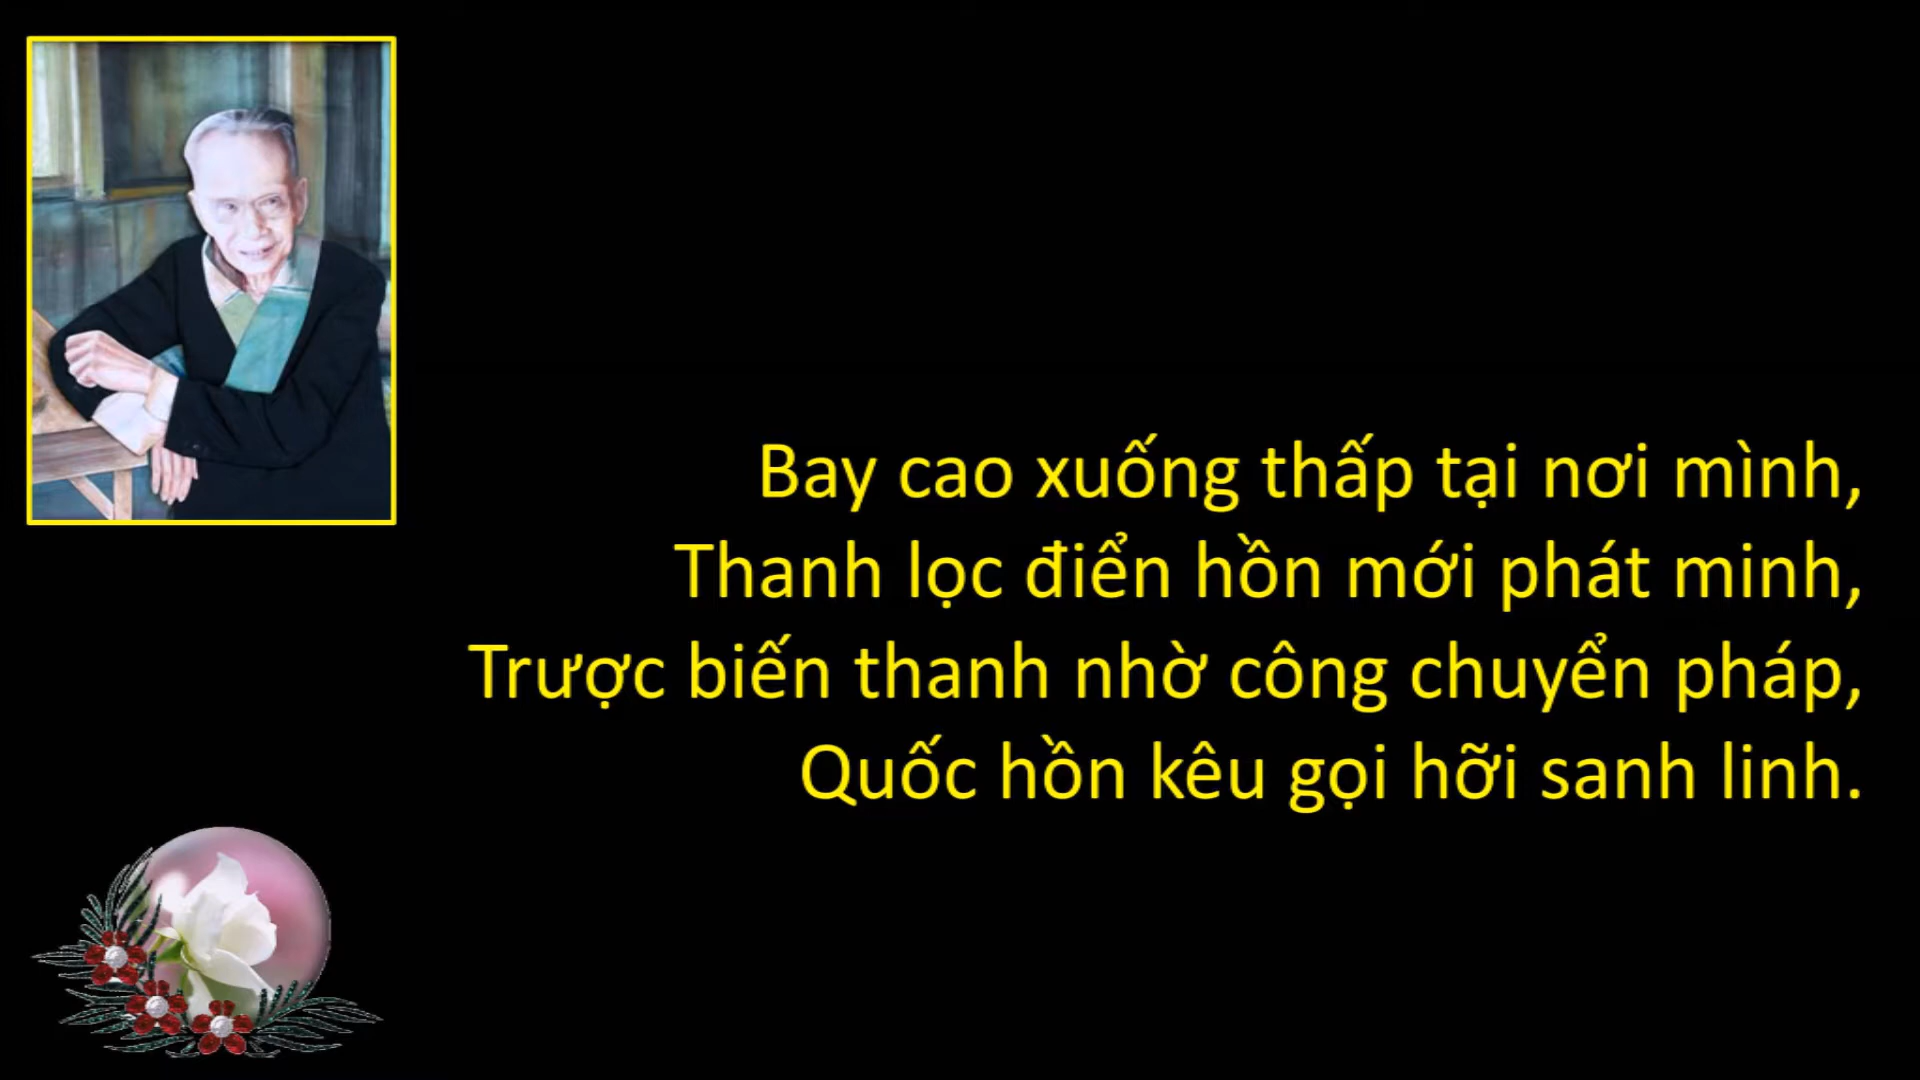 Bay cao xuống thấp tại nơi mình,
Thanh lọc điển hồn mới phát minh,
Trược biến thanh nhờ công chuyển pháp,
Quốc hồn kêu gọi hỡi sanh linh.